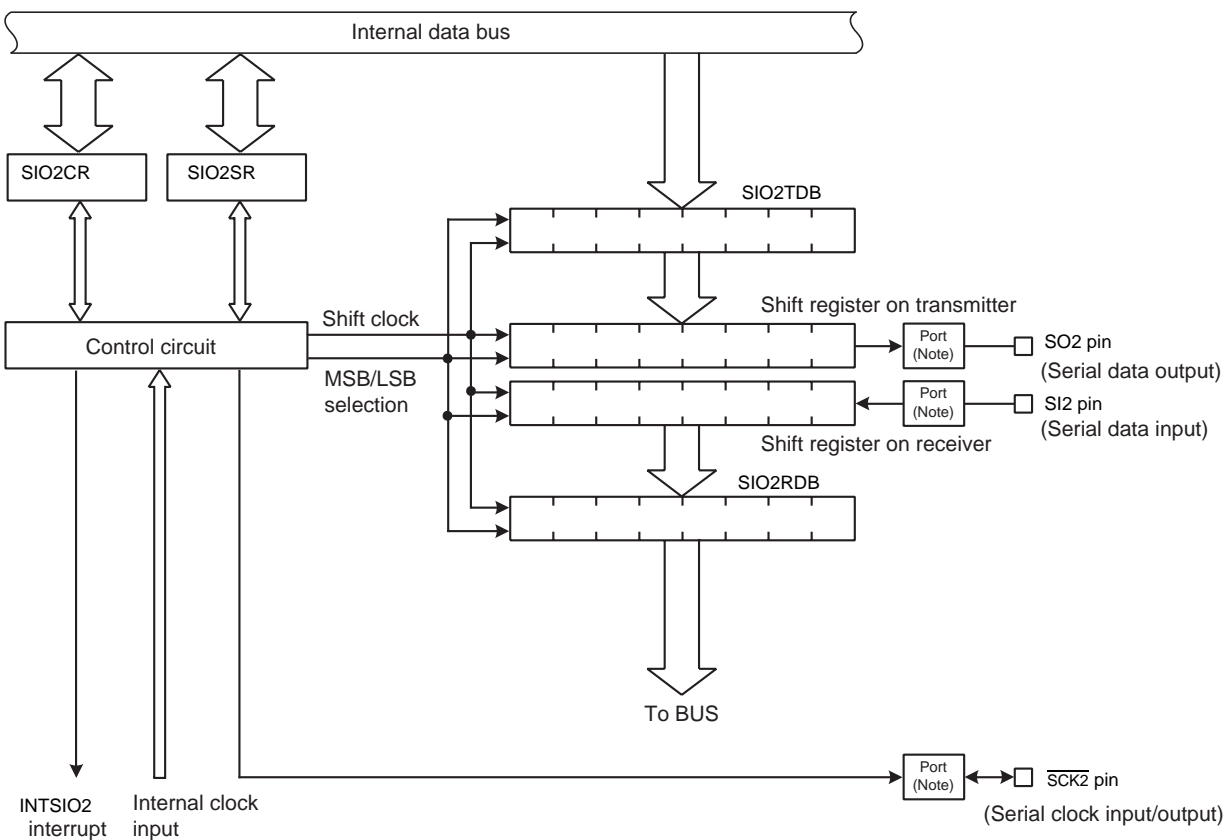 Internal data bus
SIO2CR
SIO2SR
SIO2TDB
Shift register on transmitter
Shift clock
Control circuit
MSB/LSB
selection
Port
(Note)
SO2 pin
(Serial data output)
Port
(Note)
SI2 pin
(Serial data input)
Shift register on receiver
SIO2RDB
To BUS
Port
(Note)
SCK2 pin
(Serial clock input/output)
INTSIO2
interrupt
Internal clock
input